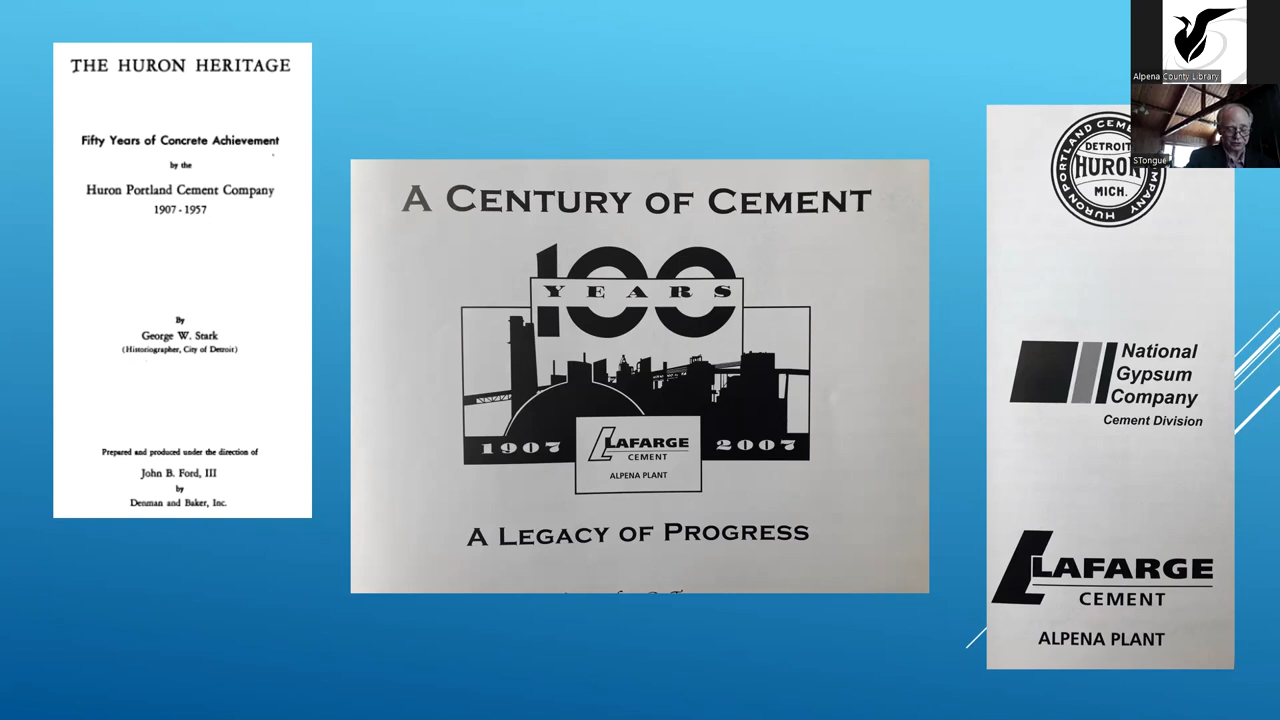 THE HURON HERITAGE
Fifty Years of Concrete Achievement
by the
Huron Portland Cement Company
1907 - 1957
By
George W. Stark
(Historiographer, City of Detroit)
Prepared and produced under the direction of
John B. Ford, III
by
Denman and Baker, Inc.
A CENTURY OF CEMENT
100
YEARS
1907
2007
LAFARGE
CEMENT
ALPENA PLANT
A LEGACY OF PROGRESS
HURON PORTLAND CEME
MPANY
DETROIT
HURON
MICH.
National
Gypsum
Company
Cement Division
LAFARGE
CEMENT
ALPENA PLANT
Alpena County Library
STongue